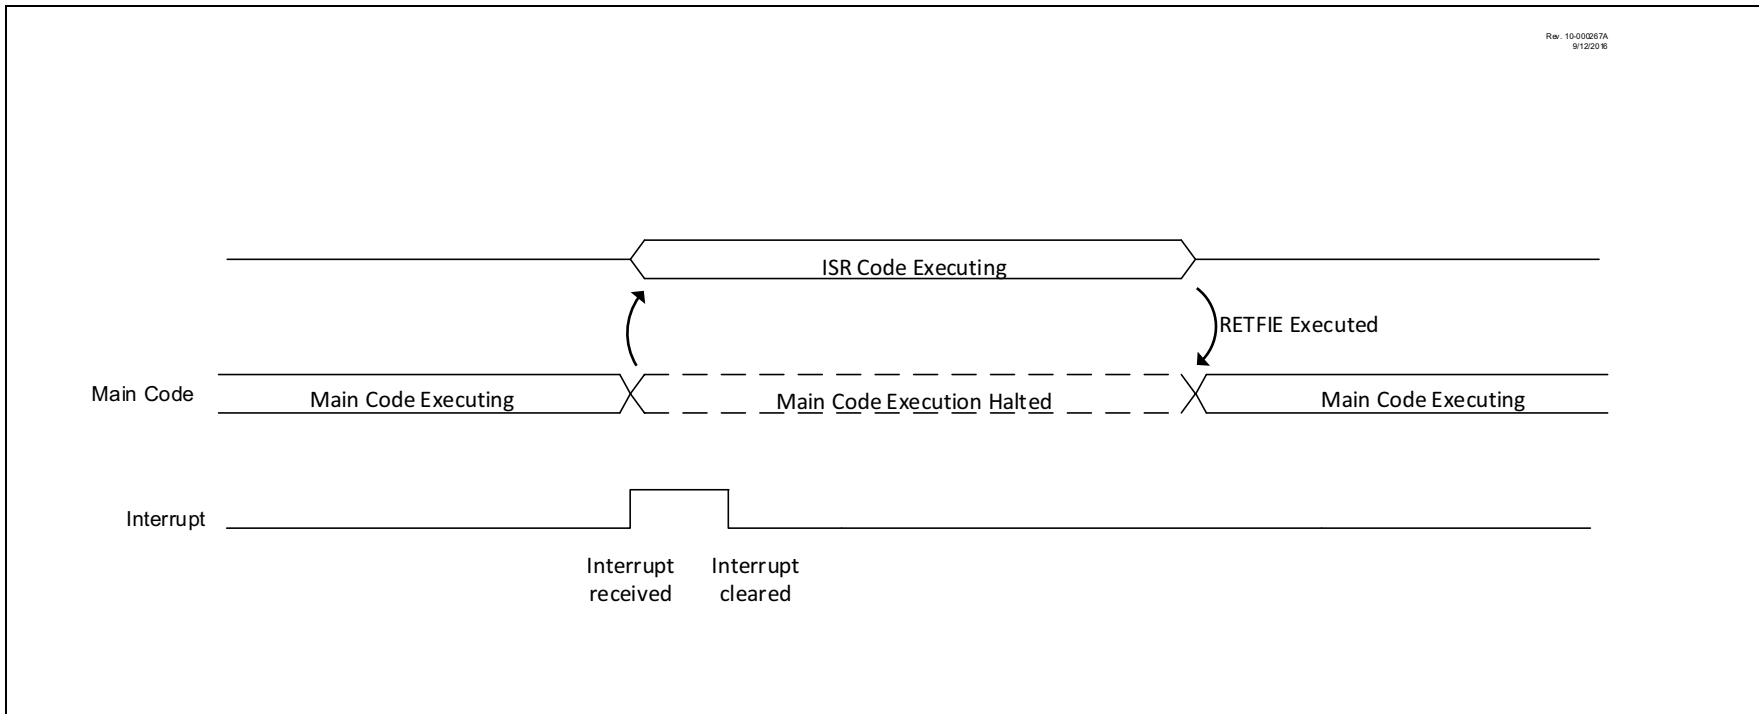 Rev. 10-000267A
9/12/2016
ISR Code Executing
RETFIE Executed
Main Code
Main Code Executing
Main Code Execution Halted
Main Code Executing
Interrupt
Interrupt
received
Interrupt
cleared